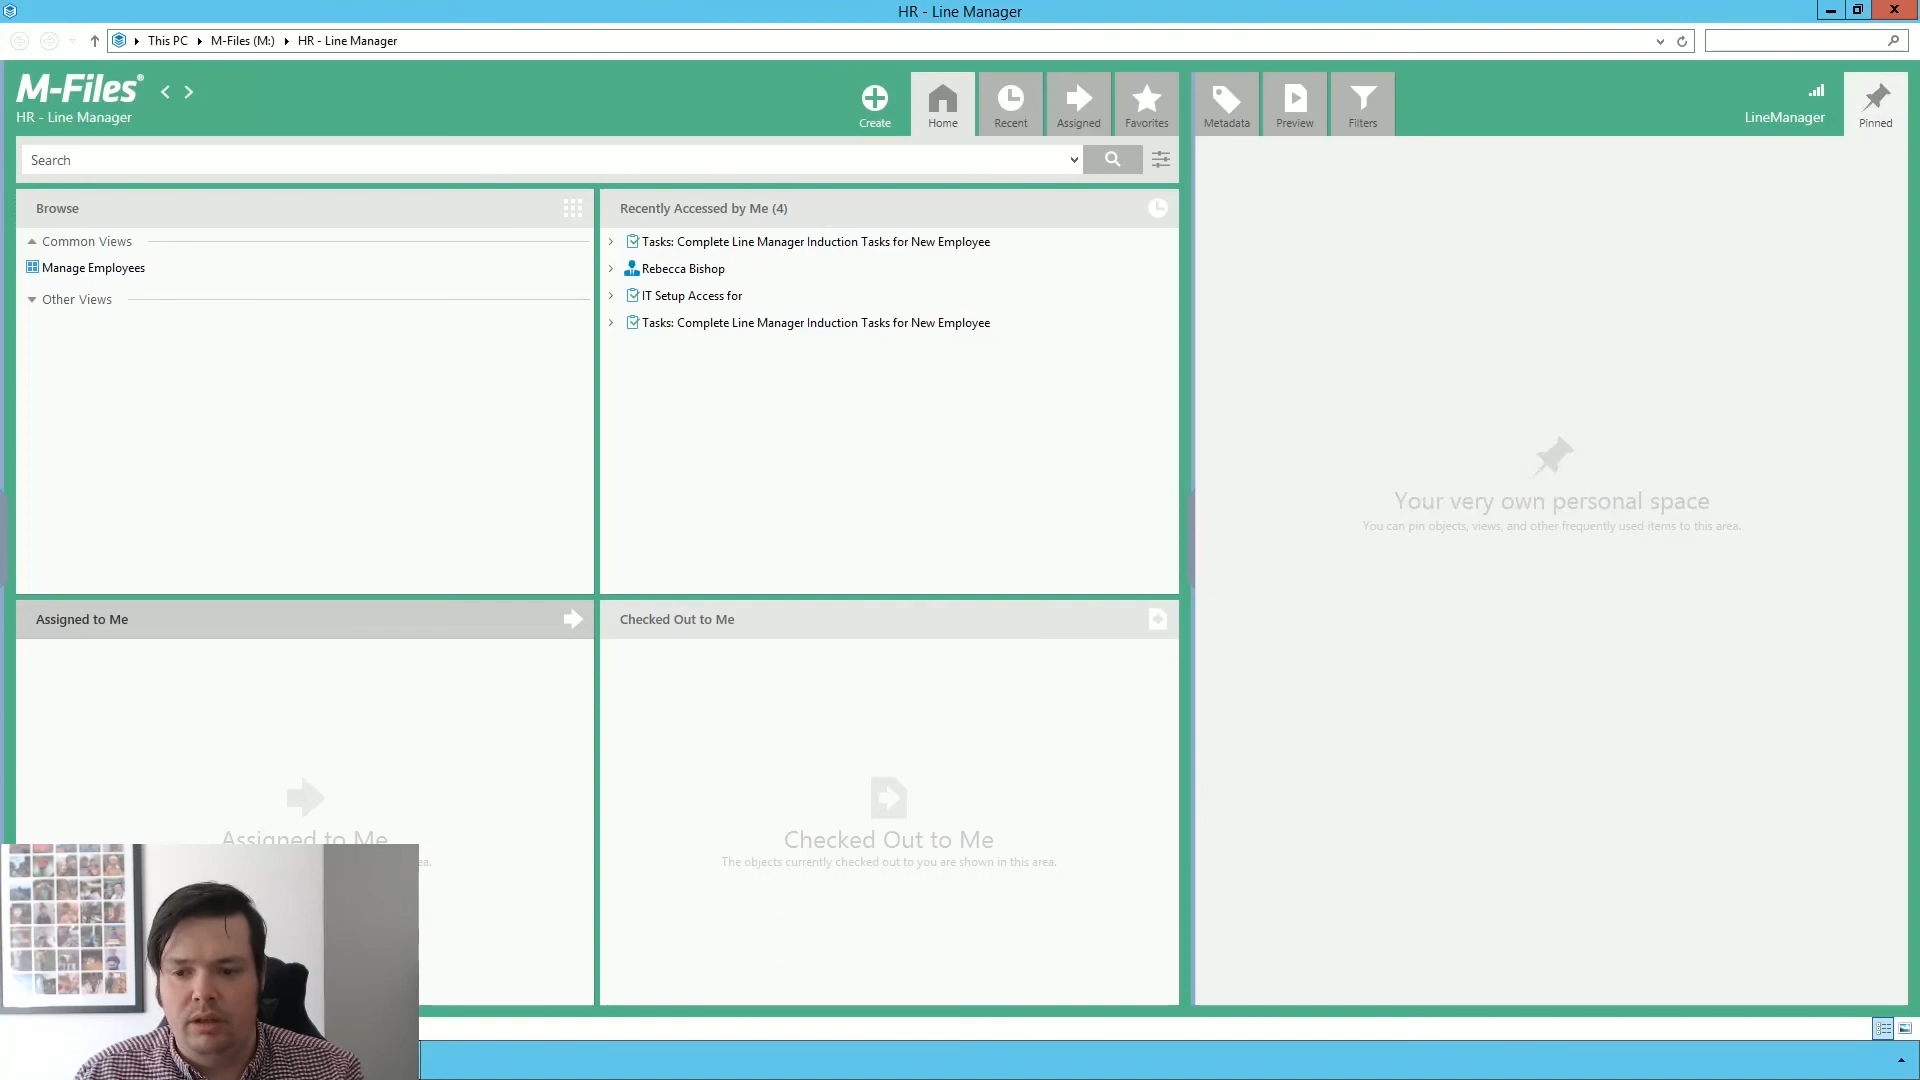 HR - Line Manager
This PC
M-Files (M:)
HR - Line Manager
M-Files®
HR - Line Manager
Create
Home
Recent
Assigned
Favorites
Metadata
Preview
Filters
LineManager
Pinned
Search
Browse
Common Views
Manage Employees
Other Views
Recently Accessed by Me (4)
Tasks: Complete Line Manager Induction Tasks for New Employee
Rebecca Bishop
IT Setup Access for
Tasks: Complete Line Manager Induction Tasks for New Employee
Your very own personal space
You can pin objects, views, and other frequently used items to this area.
Assigned to Me
Assigned to Me
Checked Out to Me
Checked Out to Me
The objects currently checked out to you are shown in this area.